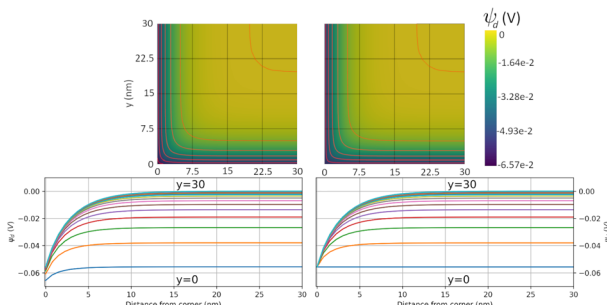 ψd (V)
30
22.5
15
7.5
0
y (nm)
0 7.5 15 22.5 30
0 7.5 15 22.5 30
0
-1.64e-2
-3.28e-2
-4.93e-2
-6.57e-2
0.00
−0.02
−0.04
−0.06
ψd (V)
y=30
y=0
0 5 10 15 20 25 30
Distance from corner (nm)
y=30
y=0
0 5 10 15 20 25 30
Distance from corner (nm)
0.00
−0.02
−0.04
−0.06